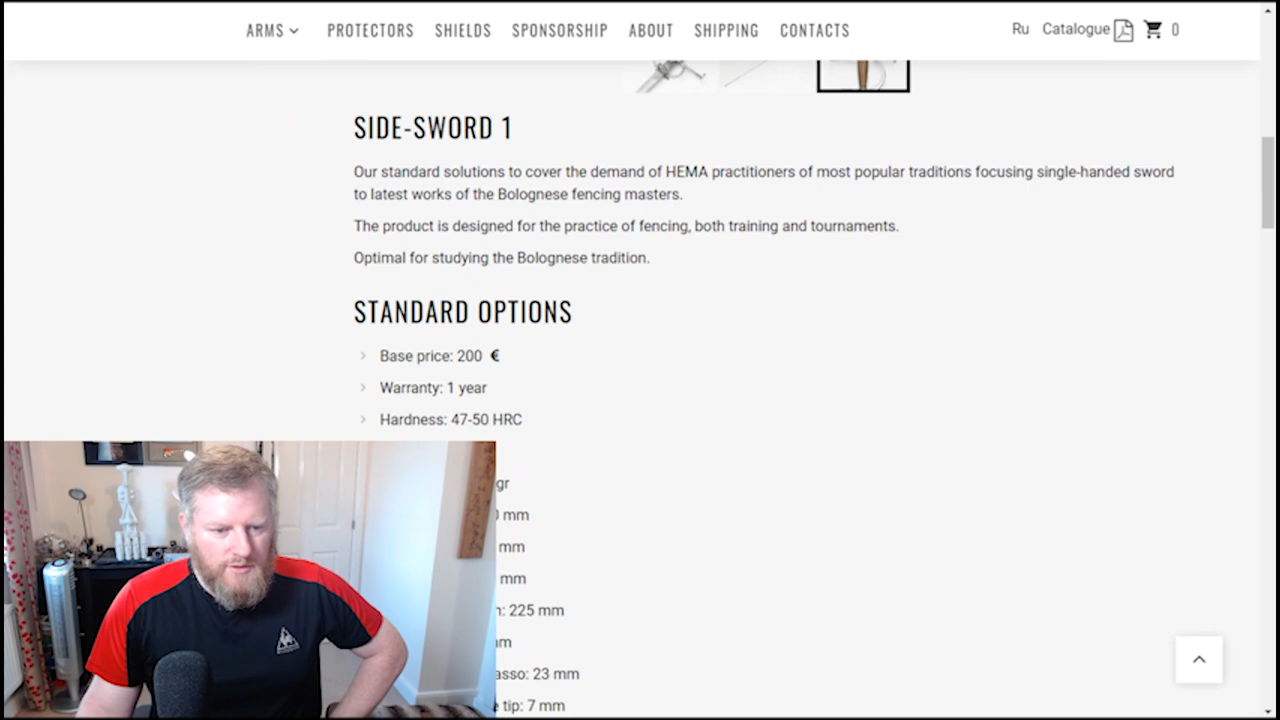 ARMS PROTECTORS SHIELDS SPONSORSHIP ABOUT SHIPPING CONTACTS Ru Catalogue 0
SIDE-SWORD 1
Our standard solutions to cover the demand of HEMA practitioners of most popular traditions focusing single-handed sword
to latest works of the Bolognese fencing masters.
The product is designed for the practice of fencing, both training and tournaments.
Optimal for studying the Bolognese tradition.
STANDARD OPTIONS
Base price: 200 €
Warranty: 1 year
Hardness: 47-50 HRC
gr
mm
mm
mm
: 225 mm
asso: 23 mm
e tip: 7 mm